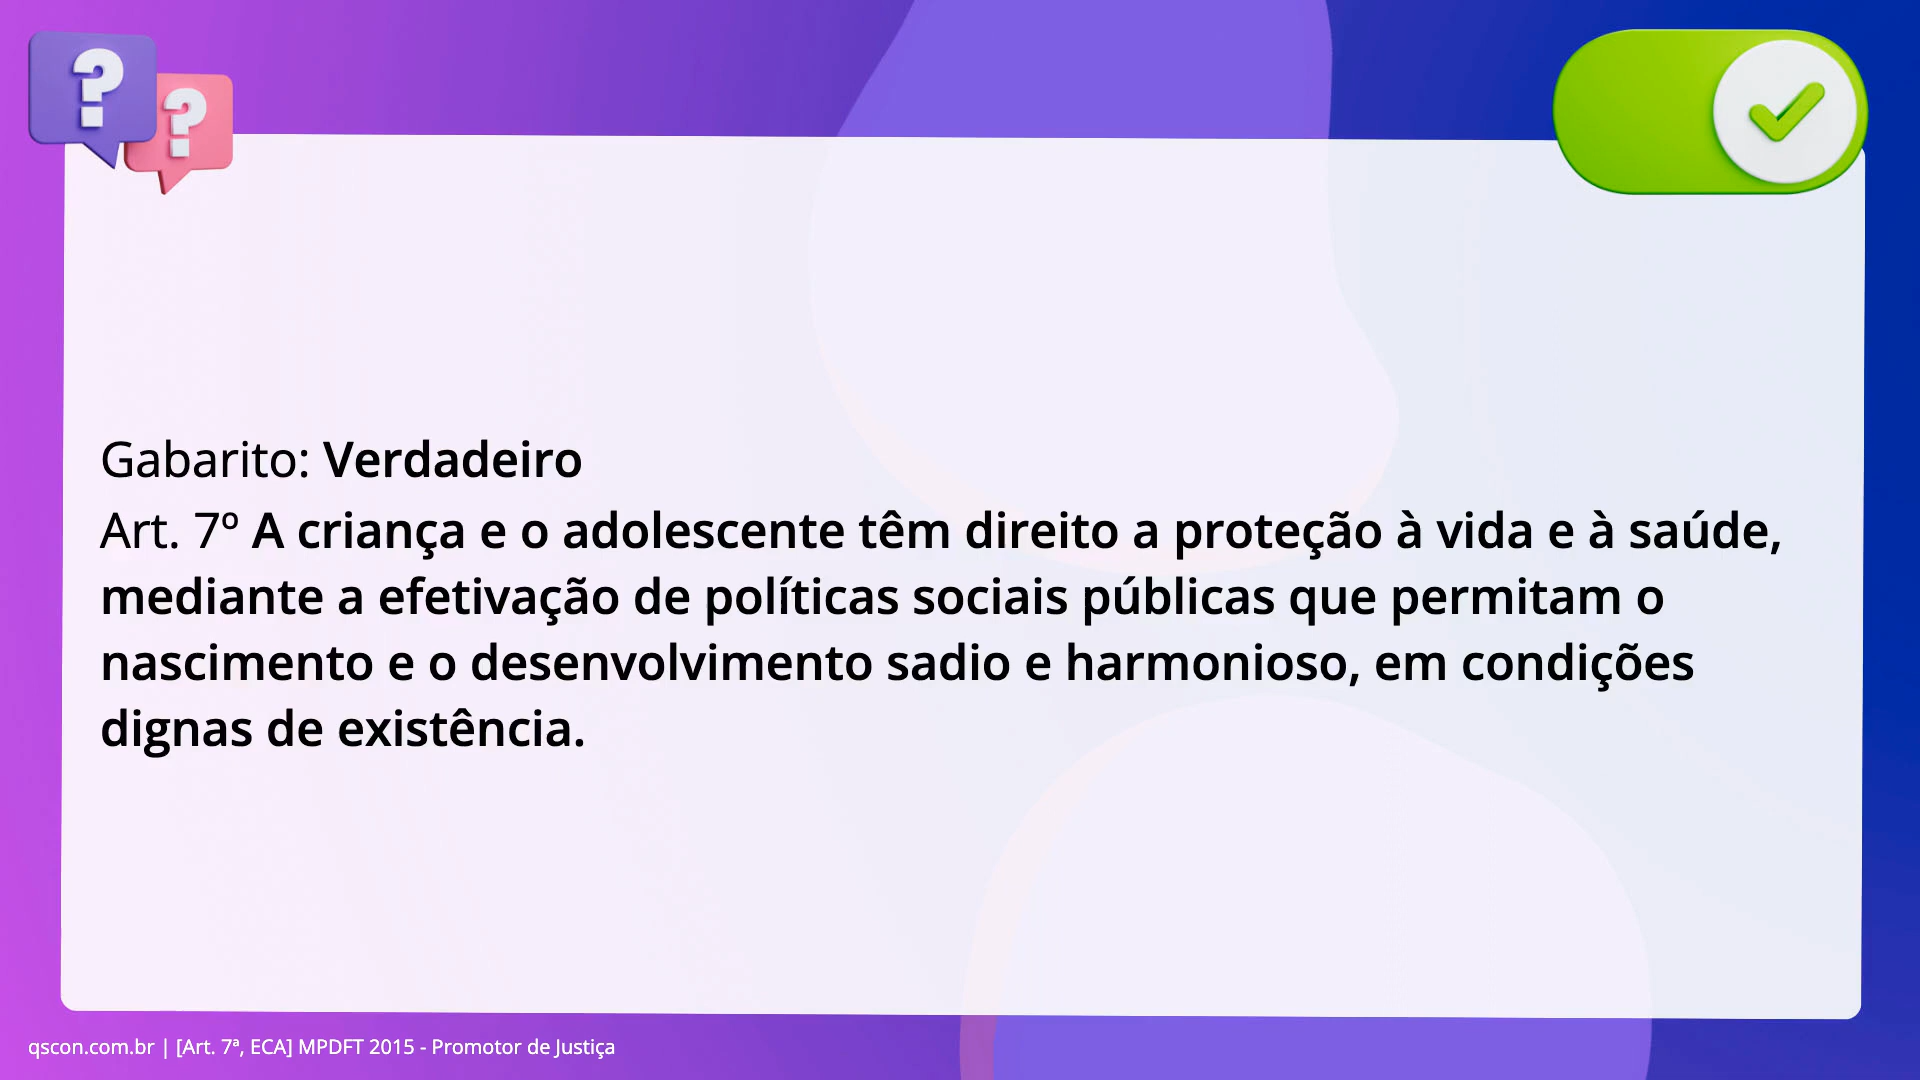 ?
?
Gabarito: Verdadeiro
Art. 7º A criança e o adolescente têm direito a proteção à vida e à saúde,
mediante a efetivação de políticas sociais públicas que permitam o
nascimento e o desenvolvimento sadio e harmonioso, em condições
dignas de existência.
qscon.com.br | [Art. 7ª, ECA] MPDFT 2015 - Promotor de Justiça